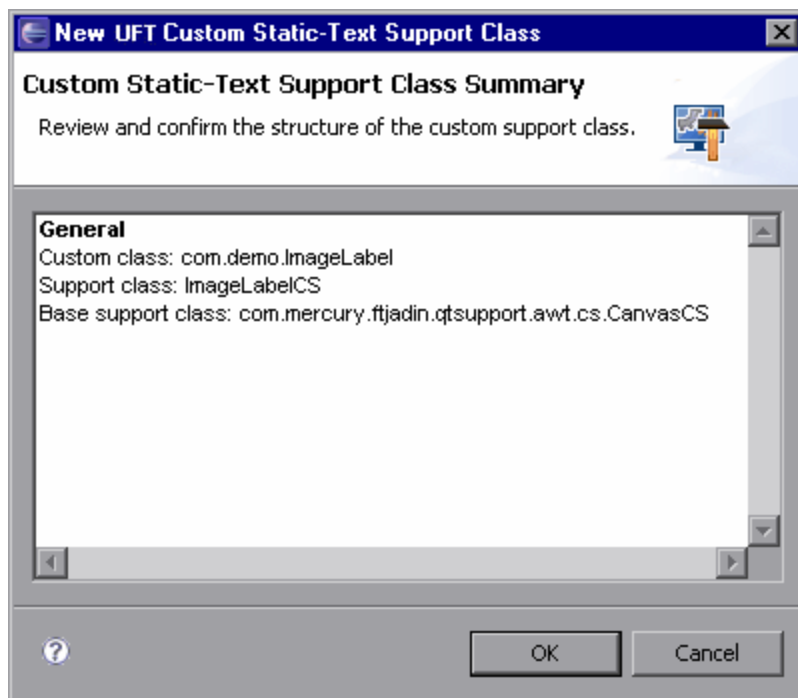 New UFT Custom Static-Text Support Class
Custom Static-Text Support Class Summary
Review and confirm the structure of the custom support class.
General
Custom class: com.demo.ImageLabel
Support class: ImageLabelCS
Base support class: com.mercury.ftjadin.qtsupport.awt.cs.CanvasCS
?
OK
Cancel